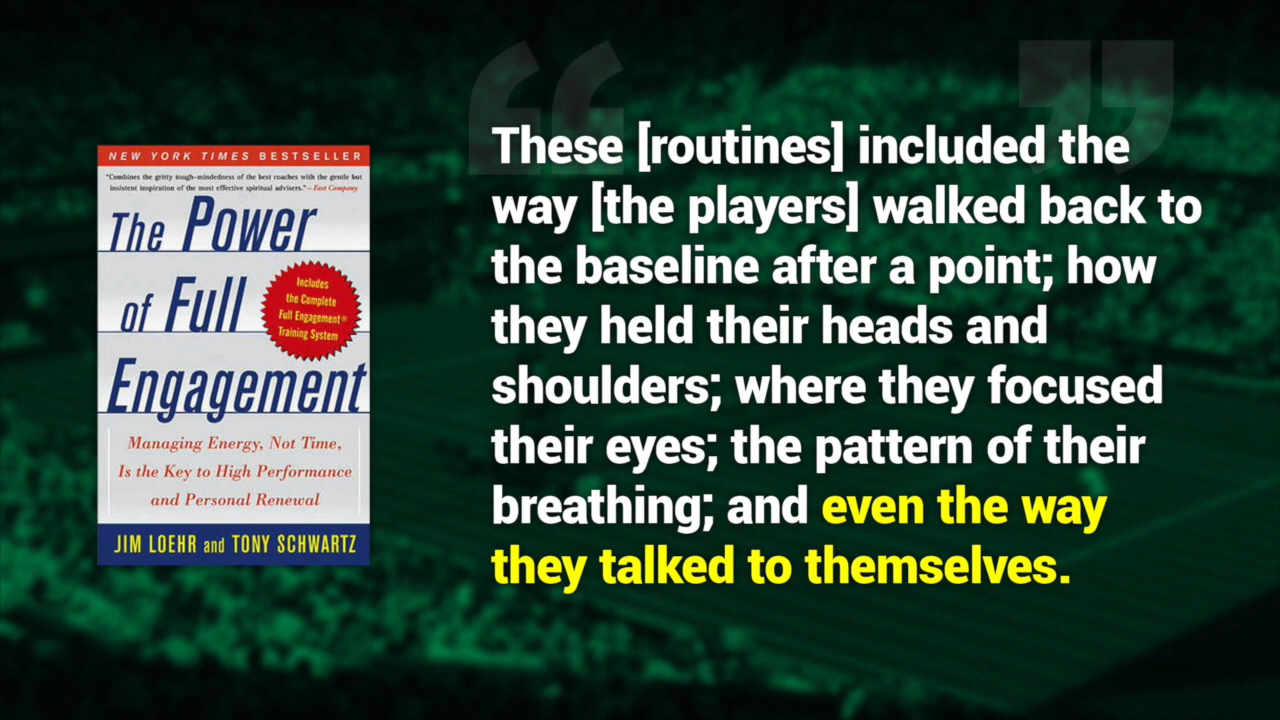 NEW YORK TIMES BESTSELLER
"Combines the gritty tough-mindedness of the best coaches with the gentle but
insistent inspiration of the most effective spiritual advisers." —Fast Company
The Power
of Full
Engagement
Includes
the Complete
Full Engagement®
Training System
Managing Energy, Not Time,
Is the Key to High Performance
and Personal Renewal
JIM LOEHR and TONY SCHWARTZ
“ ”
These [routines] included the
way [the players] walked back to
the baseline after a point; how
they held their heads and
shoulders; where they focused
their eyes; the pattern of their
breathing; and even the way
they talked to themselves.